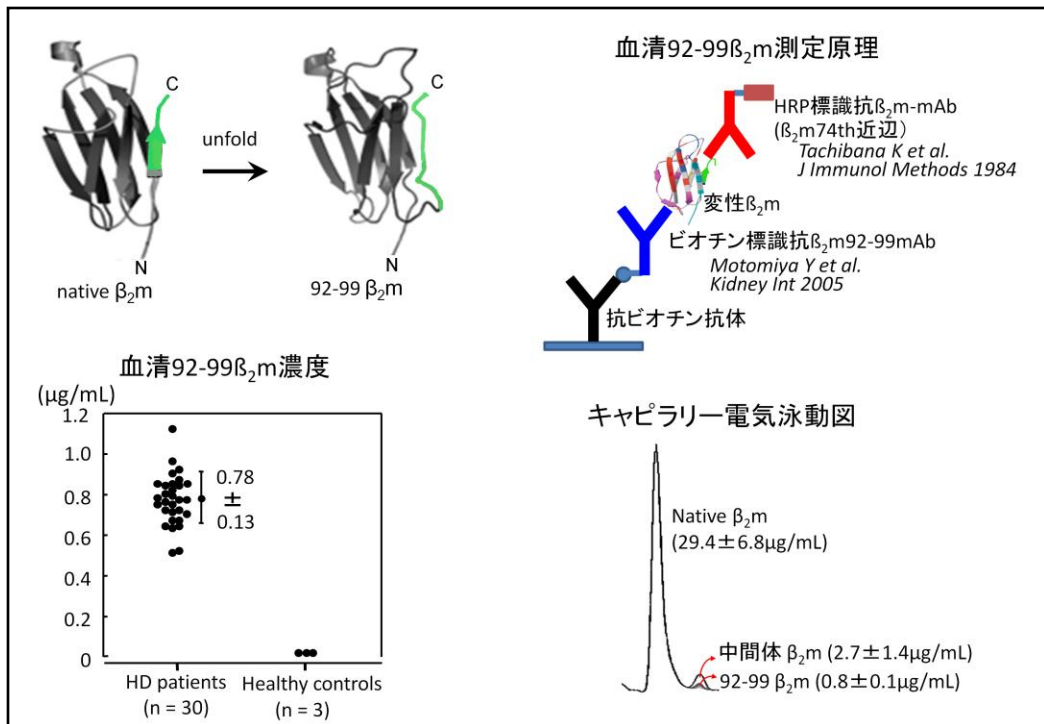 C
unfold
C
N
native β₂m
N
92-99 β₂m
血清92-99ß₂m測定原理
HRP標識抗ß₂m-mAb
(ß₂m74th近辺）
Tachibana K et al.
J Immunol Methods 1984
変性ß₂m
ビオチン標識抗ß₂m92-99mAb
Motomiya Y et al.
Kidney Int 2005
抗ビオチン抗体
血清92-99ß₂m濃度
(μg/mL)
1.2
1.0
0.8
0.6
0.4
0.2
0
0.78
±
0.13
HD patients
(n = 30)
Healthy controls
(n = 3)
キャピラリー電気泳動図
Native β₂m
(29.4±6.8μg/mL)
中間体 β₂m (2.7±1.4μg/mL)
92-99 β₂m (0.8±0.1μg/mL)